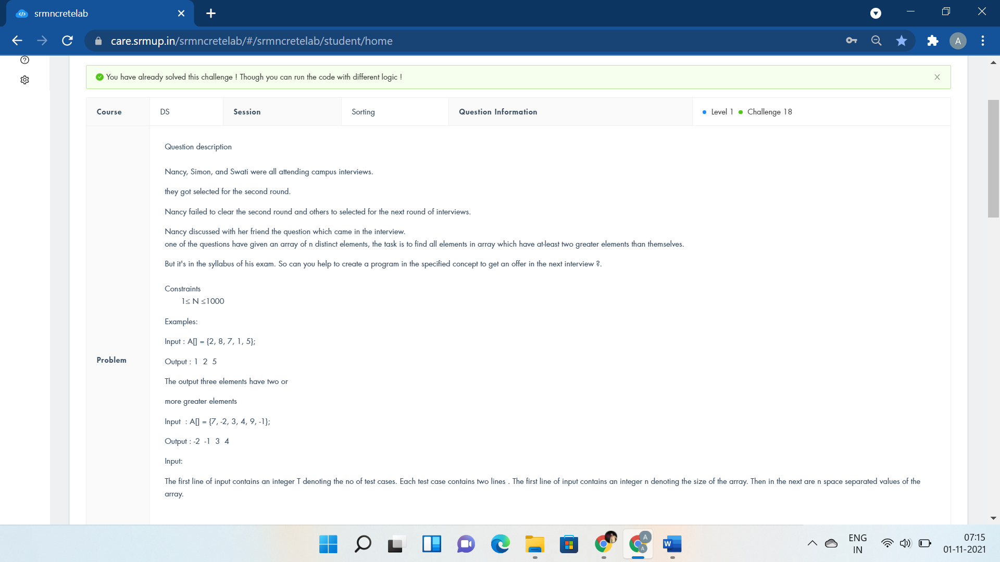 srmncretelab
care.srmup.in/srmncretelab/#/srmncretelab/student/home
A
You have already solved this challenge ! Though you can run the code with different logic !
Course
DS
Session
Sorting
Question Information
Level 1
Challenge 18
Problem
Question description
Nancy, Simon, and Swati were all attending campus interviews.
they got selected for the second round.
Nancy failed to clear the second round and others to selected for the next round of interviews.
Nancy discussed with her friend the question which came in the interview.
one of the questions have given an array of n distinct elements, the task is to find all elements in array which have at-least two greater elements than themselves.
But it's in the syllabus of his exam. So can you help to create a program in the specified concept to get an offer in the next interview ?.
Constraints
1≤ N ≤1000
Examples:
Input : A[] = {2, 8, 7, 1, 5};
Output : 1 2 5
The output three elements have two or
more greater elements
Input : A[] = {7, -2, 3, 4, 9, -1};
Output : -2 -1 3 4
Input:
The first line of input contains an integer T denoting the no of test cases. Each test case contains two lines . The first line of input contains an integer n denoting the size of the array. Then in the next are n space separated values of the
array.
A
A
W
ENG
IN
07:15
01-11-2021